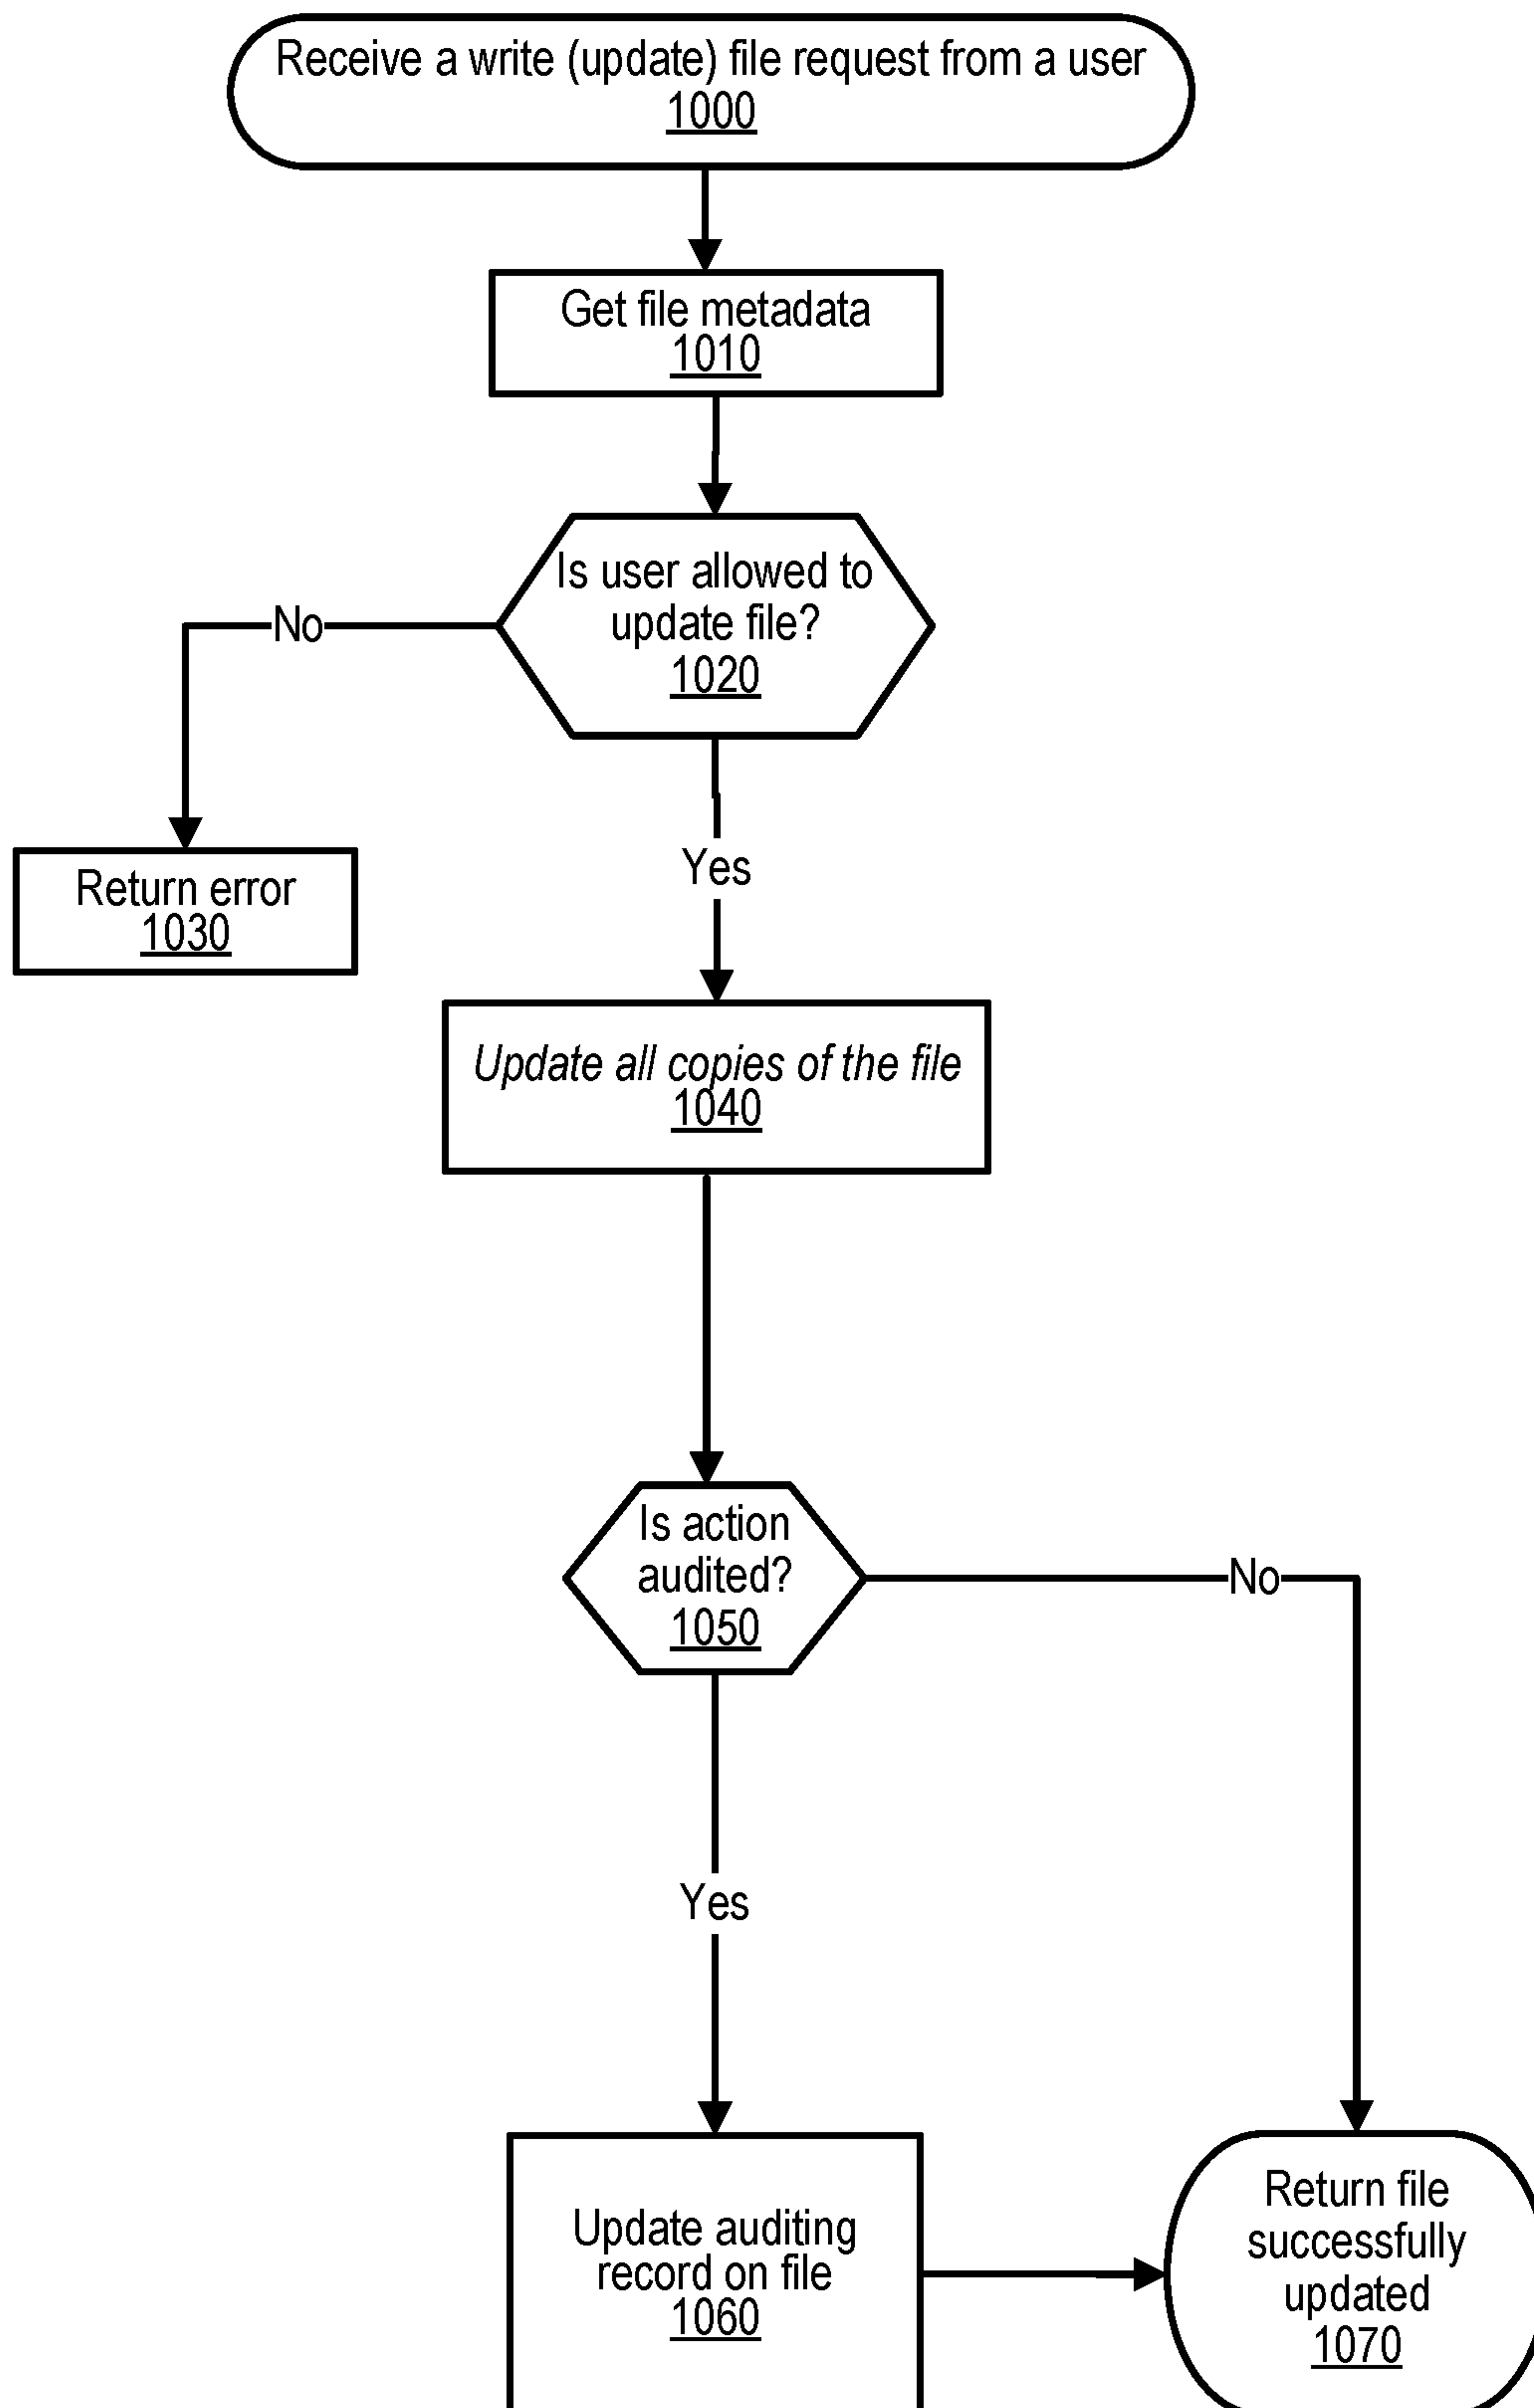 Receive a write (update) file request from a user
1000
Get file metadata
1010
Is user allowed to
update file?
1020
No
Yes
Return error
1030
Update all copies of the file
1040
Is action
audited?
1050
No
Yes
Update auditing
record on file
1060
Return file
successfully
updated
1070